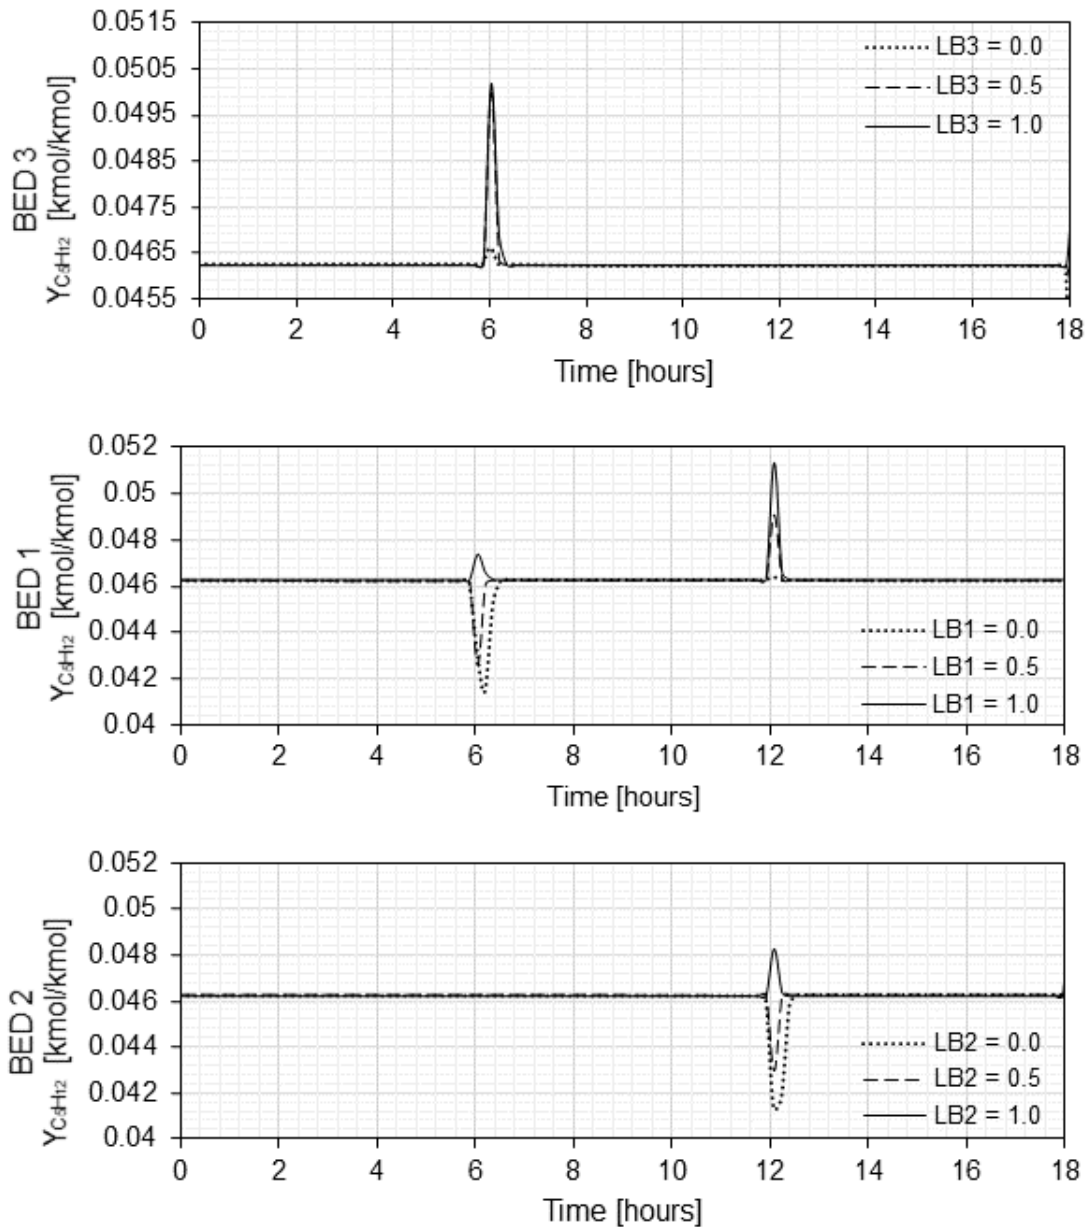 BED 3
Y_C5H12 [kmol/kmol]
0.0515
0.0505
0.0495
0.0485
0.0475
0.0465
0.0455
LB3 = 0.0
LB3 = 0.5
LB3 = 1.0
0 2 4 6 8 10 12 14 16 18
Time [hours]
BED 1
Y_C5H12 [kmol/kmol]
0.052
0.05
0.048
0.046
0.044
0.042
0.04
LB1 = 0.0
LB1 = 0.5
LB1 = 1.0
0 2 4 6 8 10 12 14 16 18
Time [hours]
BED 2
Y_C5H12 [kmol/kmol]
0.052
0.05
0.048
0.046
0.044
0.042
0.04
LB2 = 0.0
LB2 = 0.5
LB2 = 1.0
0 2 4 6 8 10 12 14 16 18
Time [hours]